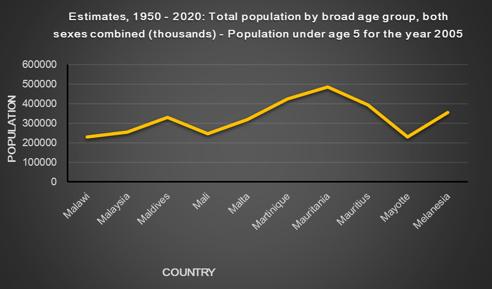 Estimates, 1950 - 2020: Total population by broad age group, both
sexes combined (thousands) - Population under age 5 for the year 2005
POPULATION
600000
500000
400000
300000
200000
100000
0
Malawi
Malaysia
Maldives
Mali
Malta
Martinique
Mauritania
Mauritius
Mayotte
Melanesia
COUNTRY